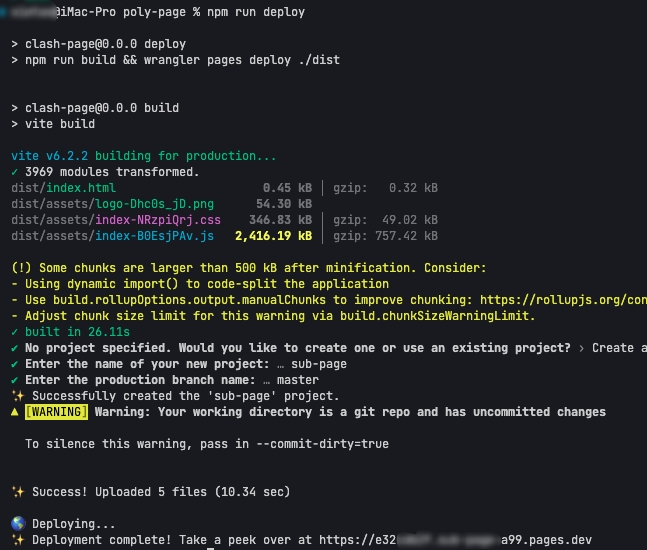 @iMac-Pro poly-page % npm run deploy
> clash-page@0.0.0 deploy
> npm run build && wrangler pages deploy ./dist
> clash-page@0.0.0 build
> vite build
vite v6.2.2 building for production...
✓ 3969 modules transformed.
dist/index.html 0.45 kB │ gzip: 0.32 kB
dist/assets/logo-Dhc0s_jD.png 54.30 kB
dist/assets/index-NRzpiQrj.css 346.83 kB │ gzip: 49.02 kB
dist/assets/index-B0EsjPAv.js 2,416.19 kB │ gzip: 757.42 kB
(!) Some chunks are larger than 500 kB after minification. Consider:
- Using dynamic import() to code-split the application
- Use build.rollupOptions.output.manualChunks to improve chunking: https://rollupjs.org/con
- Adjust chunk size limit for this warning via build.chunkSizeWarningLimit.
✓ built in 26.11s
✔ No project specified. Would you like to create one or use an existing project? › Create a
✔ Enter the name of your new project: … sub-page
✔ Enter the production branch name: … master
✨ Successfully created the 'sub-page' project.
▲ [WARNING] Warning: Your working directory is a git repo and has uncommitted changes
To silence this warning, pass in --commit-dirty=true
✨ Success! Uploaded 5 files (10.34 sec)
🌎 Deploying...
✨ Deployment complete! Take a peek over at https://e32 a99.pages.dev